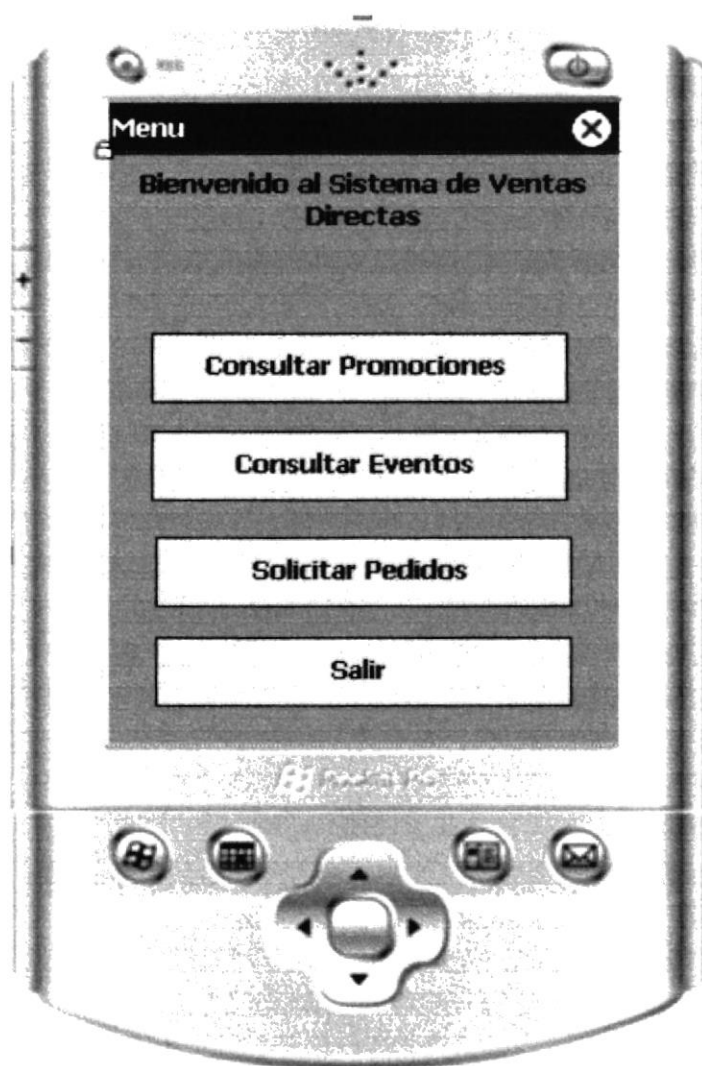 Menu
Bienvenido al Sistema de Ventas
Directas
Consultar Promociones
Consultar Eventos
Solicitar Pedidos
Salir